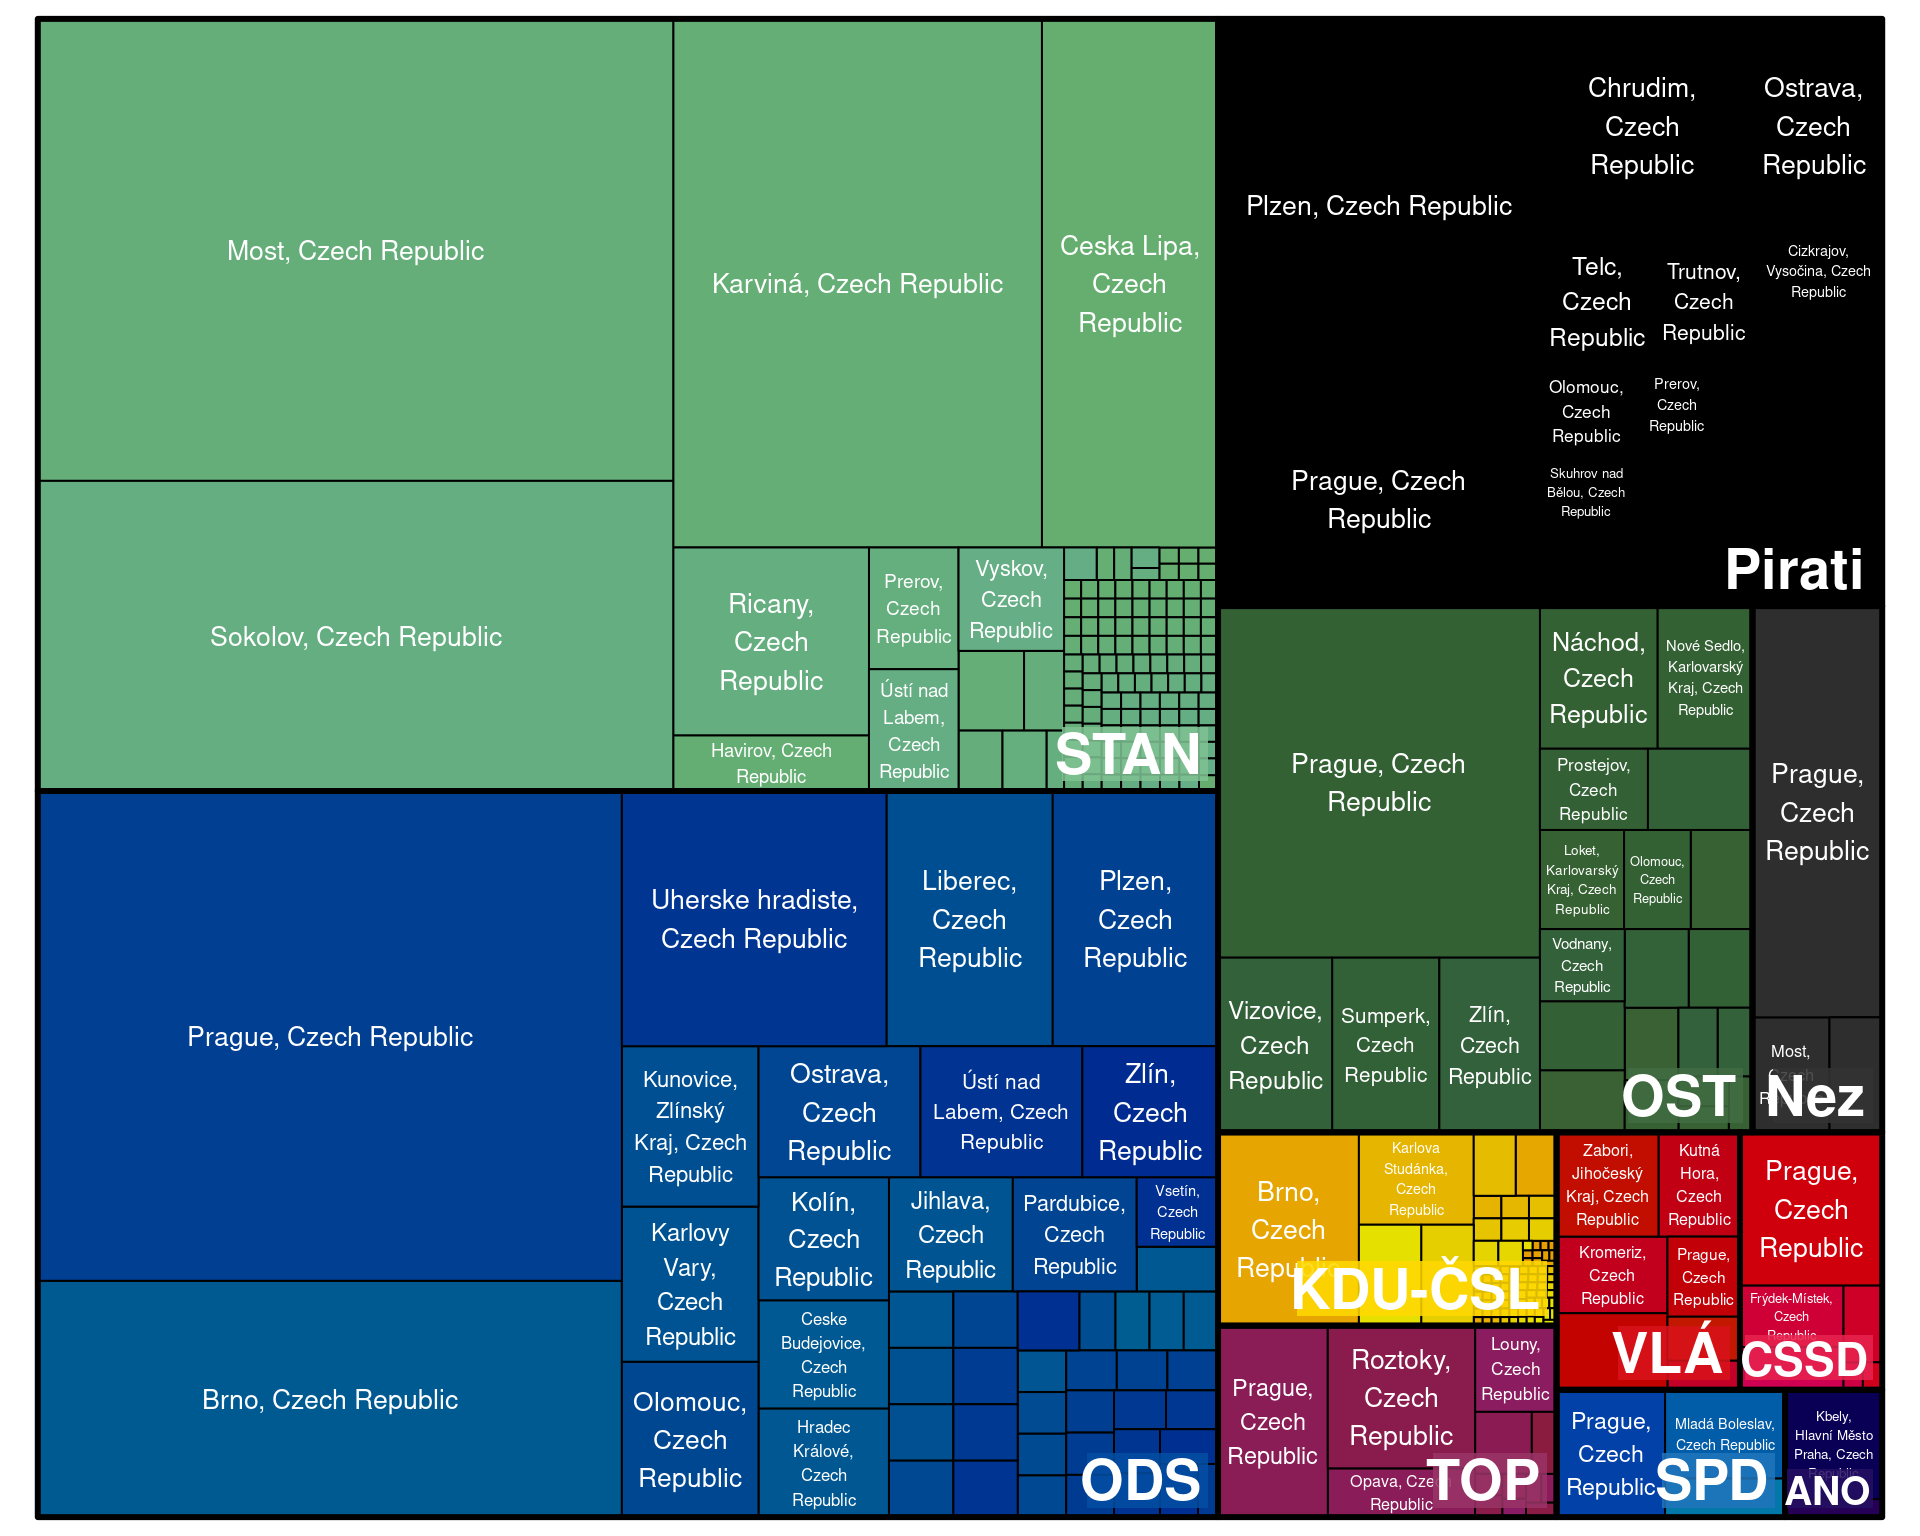 Most, Czech Republic
Sokolov, Czech Republic
Karviná, Czech Republic
Ceska Lipa,
Czech
Republic
Ricany,
Czech
Republic
Havirov, Czech
Republic
Prerov,
Czech
Republic
Ústí nad
Labem,
Czech
Republic
Vyskov,
Czech
Republic
STAN
Prague, Czech Republic
Brno, Czech Republic
Uherske hradiste,
Czech Republic
Liberec,
Czech
Republic
Plzen,
Czech
Republic
Kunovice,
Zlínský
Kraj, Czech
Republic
Karlovy
Vary,
Czech
Republic
Olomouc,
Czech
Republic
Ostrava,
Czech
Republic
Ústí nad
Labem, Czech
Republic
Zlín,
Czech
Republic
Kolín,
Czech
Republic
Jihlava,
Czech
Republic
Pardubice,
Czech
Republic
Vsetín,
Czech
Republic
Ceske
Budejovice,
Czech
Republic
Hradec
Králové,
Czech
Republic
ODS
Plzen, Czech Republic
Prague, Czech
Republic
Chrudim,
Czech
Republic
Ostrava,
Czech
Republic
Telc,
Czech
Republic
Trutnov,
Czech
Republic
Cizkrajov,
Vysočina, Czech
Republic
Olomouc,
Czech
Republic
Prerov,
Czech
Republic
Skuhrov nad
Bělou, Czech
Republic
Pirati
Prague, Czech
Republic
Vizovice,
Czech
Republic
Sumperk,
Czech
Republic
Zlín,
Czech
Republic
Náchod,
Czech
Republic
Nové Sedlo,
Karlovarský
Kraj, Czech
Republic
Prostejov,
Czech
Republic
Loket,
Karlovarský
Kraj, Czech
Republic
Olomouc,
Czech
Republic
Vodnany,
Czech
Republic
OST
Prague,
Czech
Republic
Most,
Czech
Nez
Brno,
Czech
Republic
Karlova
Studánka,
Czech
Republic
KDU-ČSL
Prague,
Czech
Republic
Roztoky,
Czech
Republic
Opava, Czech
Republic
Louny,
Czech
Republic
TOP
Zabori,
Jihočeský
Kraj, Czech
Republic
Kutná
Hora,
Czech
Republic
Kromeriz,
Czech
Republic
Prague,
Czech
Republic
VLÁ
Prague,
Czech
Republic
Frýdek-Místek,
Czech
Republic
CSSD
Prague,
Czech
Republic
Mladá Boleslav,
Czech Republic
SPD
Kbely,
Hlavní Město
Praha, Czech
Republic
ANO